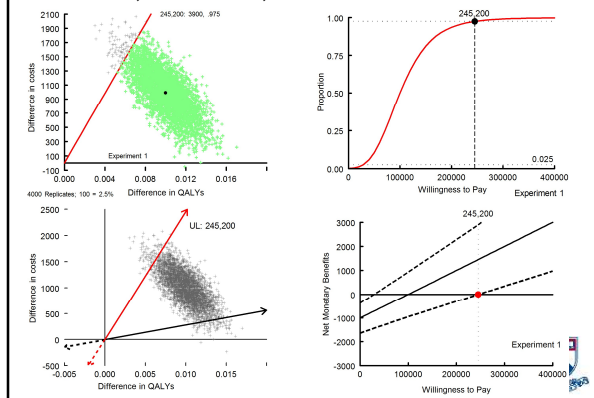 2100
1900
1700
1500
1300
1100
900
700
500
300
100
-100
Difference in costs
245,200: 3900, .975
Experiment 1
0.000 0.004 0.008 0.012 0.016
Difference in QALYs
4000 Replicates; 100 = 2.5%
245,200
1.00
0.75
0.50
0.25
0.00
Proportion
0.025
0 100000 200000 300000 400000
Willingness to Pay
Experiment 1
2500
2000
1500
1000
500
0
-500
Difference in costs
UL: 245,200
-0.005 0.000 0.005 0.010 0.015
Difference in QALYs
245,200
3000
2000
1000
0
-1000
-2000
-3000
Net Monetary Benefits
Experiment 1
0 100000 200000 300000 400000
Willingness to Pay